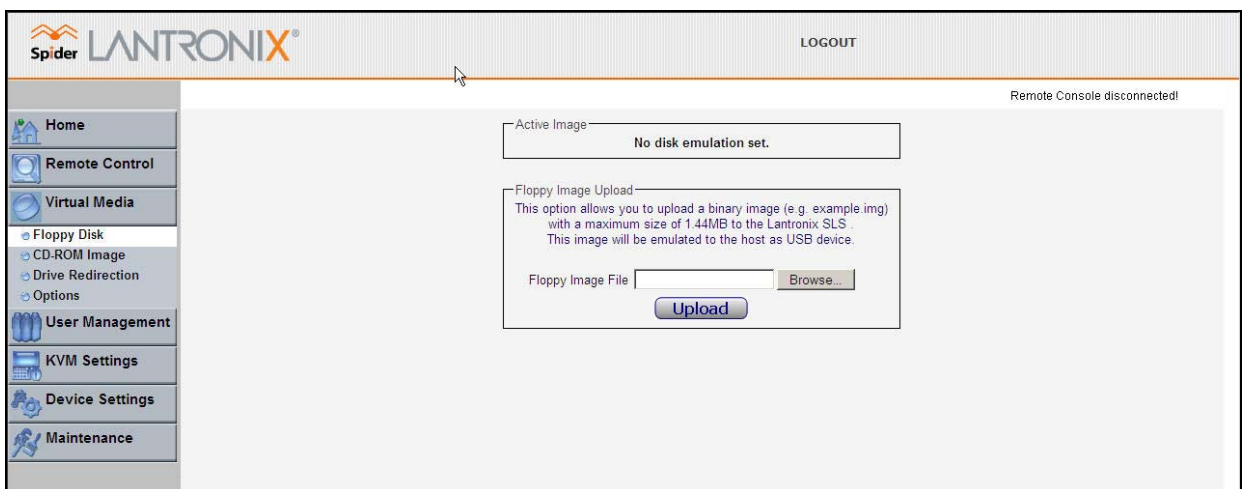 Spider LANTRONIX®
LOGOUT
Remote Console disconnected!
Home
Remote Control
Virtual Media
Floppy Disk
CD-ROM Image
Drive Redirection
Options
User Management
KVM Settings
Device Settings
Maintenance
Active Image
No disk emulation set.
Floppy Image Upload
This option allows you to upload a binary image (e.g. example.img)
with a maximum size of 1.44MB to the Lantronix SLS .
This image will be emulated to the host as USB device.
Floppy Image File Browse...
Upload